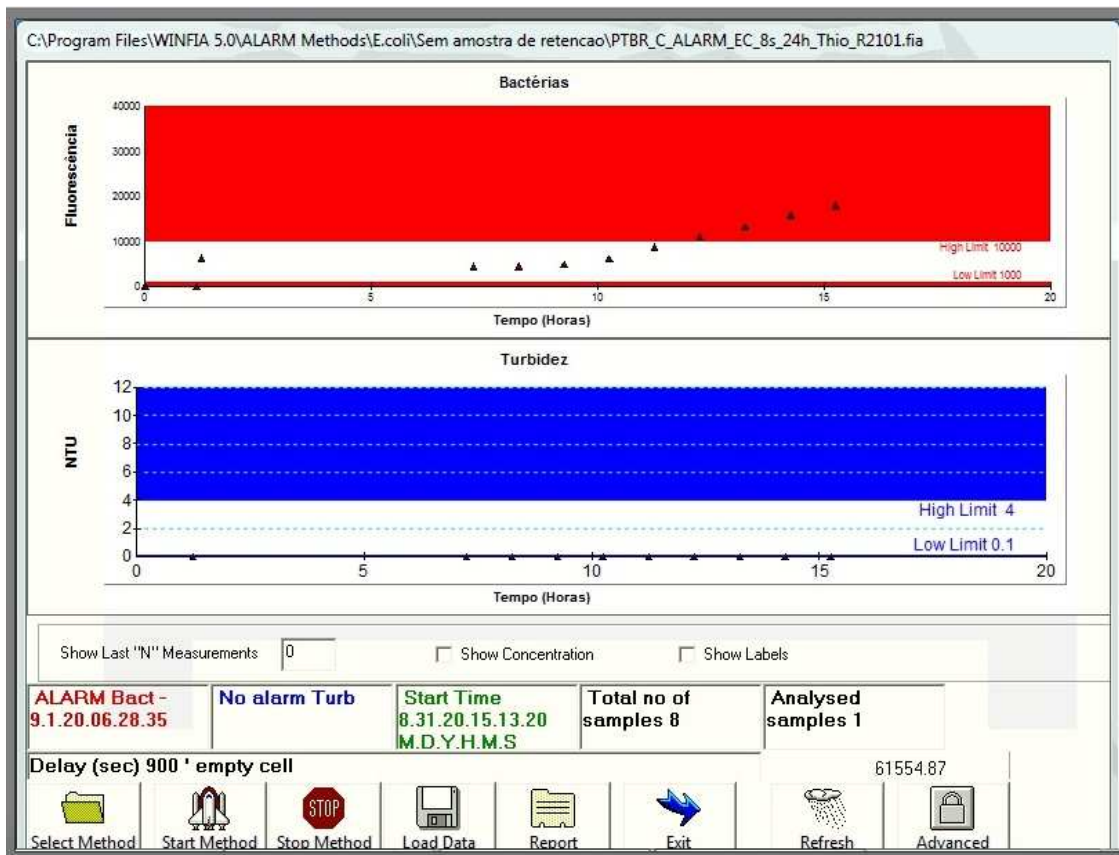 C:\Program Files\WINFIA 5.0\ALARM Methods\E.coli\Sem amostra de retencao\PTBR_C_ALARM_EC_8s_24h_Thio_R2101.fia
Bactérias
Fluorescência
40000
30000
20000
10000
0
High Limit 10000
Low Limit 1000
0 5 10 15 20
Tempo (Horas)
Turbidez
NTU
12
10
8
6
4
2
0
High Limit 4
Low Limit 0.1
0 5 10 15 20
Tempo (Horas)
Show Last "N" Measurements 0 Show Concentration Show Labels
ALARM Bact -
9.1.20.06.28.35
No alarm Turb
Start Time
8.31.20.15.13.20
M.D.Y.H.M.S
Total no of
samples 8
Analysed
samples 1
Delay (sec) 900 ' empty cell
61554.87
STOP
Select Method Start Method Stop Method Load Data Report Exit Refresh Advanced